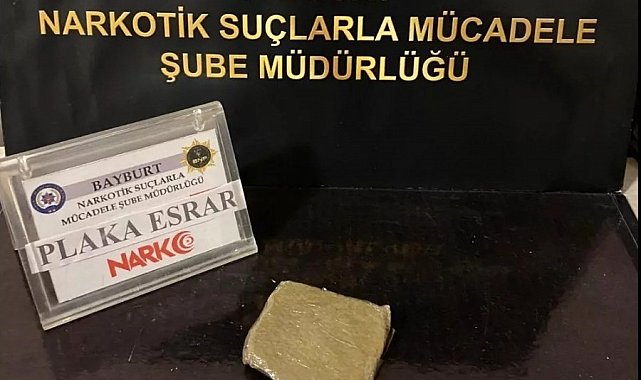 NARKOTİK SUÇLARLA MÜCADELE
ŞUBE MÜDÜRLÜĞÜ
BAYBURT
NARKOTİK SUÇLARLA
MÜCADELE ŞUBE MÜDÜRLÜĞÜ
PLAKA ESRAR
NARKO